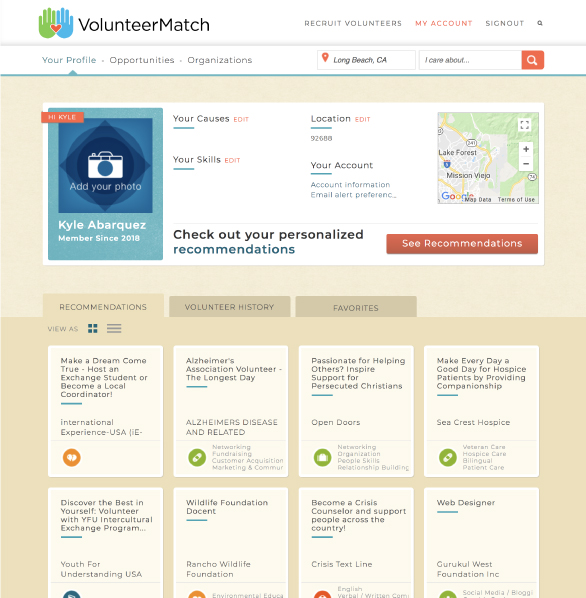 VolunteerMatch
RECRUIT VOLUNTEERS MY ACCOUNT SIGNOUT
Your Profile - Opportunities - Organizations
Long Beach, CA
I care about...
HI KYLE
Add your photo
Kyle Abarquez
Member Since 2018
Your Causes EDIT
Your Skills EDIT
Location EDIT
92688
Your Account
Account information
Email alert preferenc...
Lake Forest
241
5
Mission Viejo
74
+
−
Google
Map Data Terms of Use
Check out your personalized
recommendations
See Recommendations
RECOMMENDATIONS
VOLUNTEER HISTORY
FAVORITES
VIEW AS
Make a Dream Come
True - Host an
Exchange Student or
Become a Local
Coordinator!
international
Experience-USA (iE-
Alzheimer's
Association Volunteer -
The Longest Day
ALZHEIMERS DISEASE
AND RELATED
Networking
Fundraising
Customer Acquisition
Marketing & Commun
Passionate for Helping
Others? Inspire
Support for
Persecuted Christians
Open Doors
Networking
Organization
People Skills
Relationship Building
Make Every Day a
Good Day for Hospice
Patients by Providing
Companionship
Sea Crest Hospice
Veteran Care
Hospice Care
Bilingual
Patient Care
Discover the Best in
Yourself: Volunteer
with YFU Intercultural
Exchange Program...
Youth For
Understanding USA
Wildlife Foundation
Docent
Rancho Wildlife
Foundation
Environmental Educa
Become a Crisis
Counselor and support
people across the
country!
Crisis Text Line
English
Verbal / Written Com
Web Designer
Gurukul West
Foundation Inc
Social Media / Bloggi